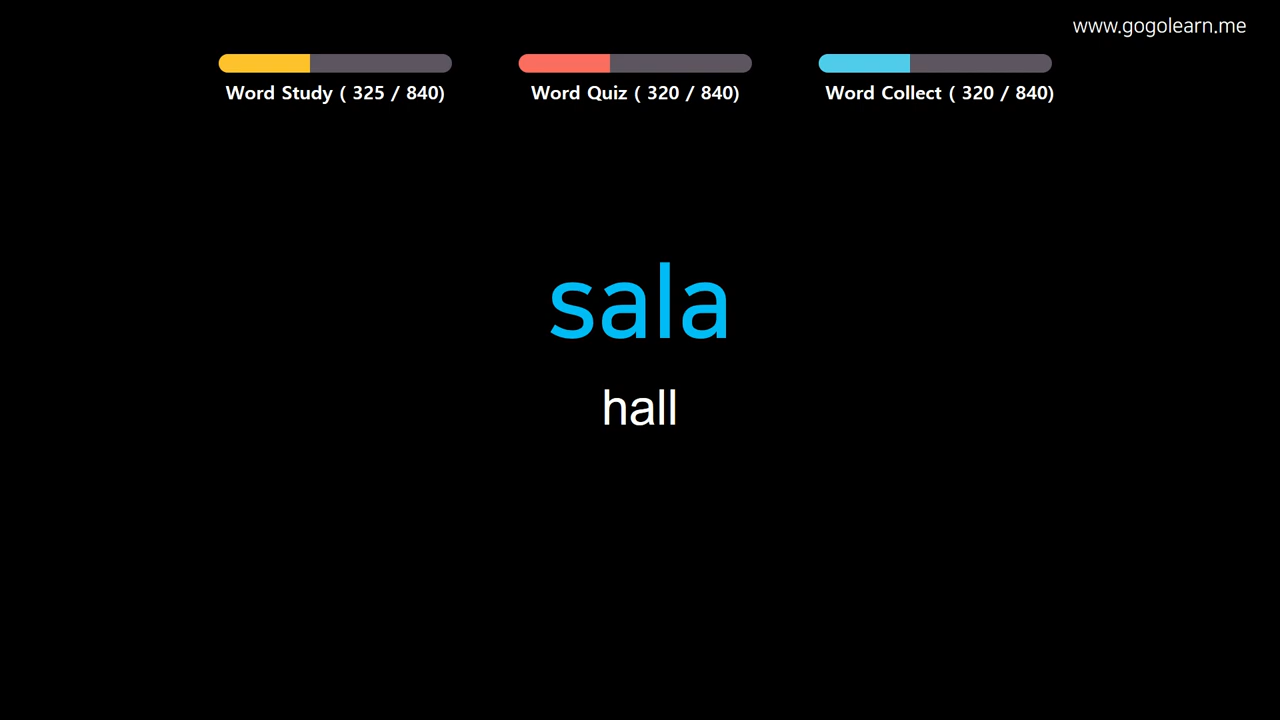 www.gogolearn.me
Word Study ( 325 / 840)
Word Quiz ( 320 / 840)
Word Collect ( 320 / 840)
sala
hall